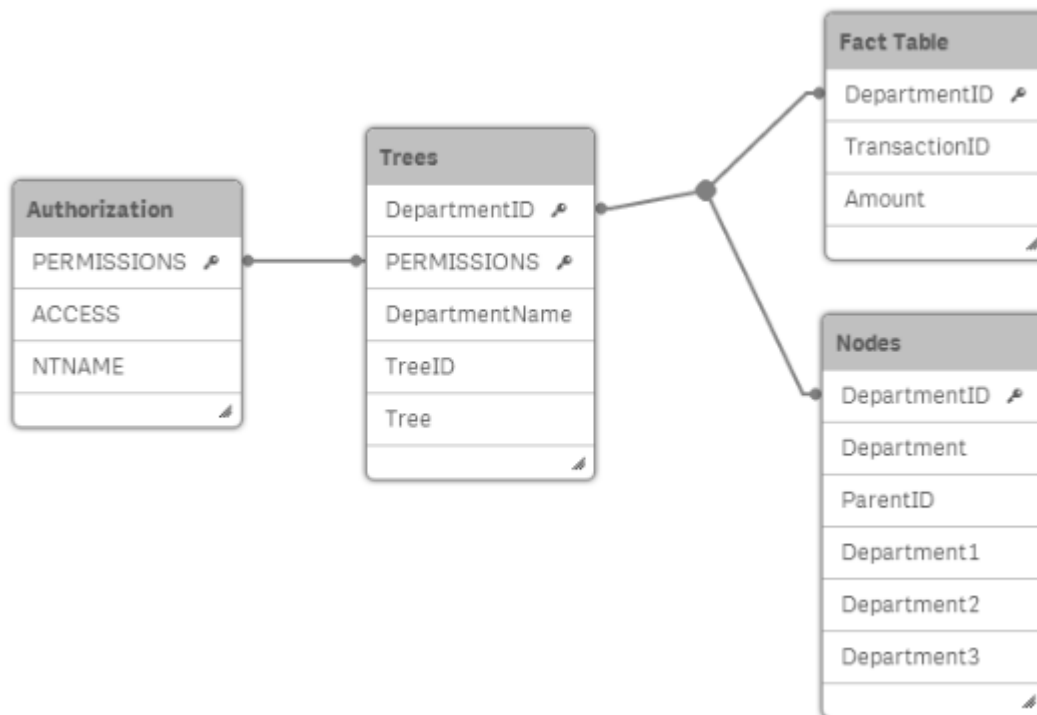 Authorization
PERMISSIONS
ACCESS
NTNAME
Trees
DepartmentID
PERMISSIONS
DepartmentName
TreeID
Tree
Fact Table
DepartmentID
TransactionID
Amount
Nodes
DepartmentID
Department
ParentID
Department1
Department2
Department3